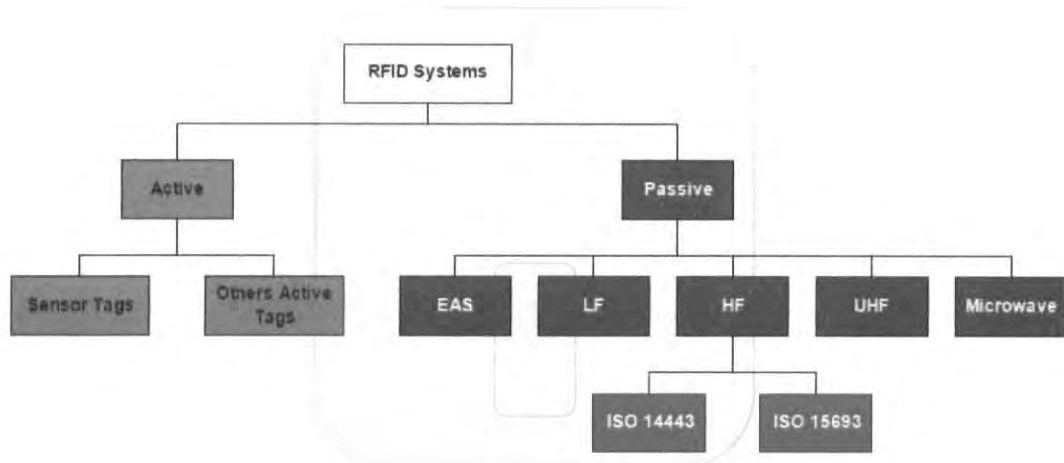 RFID Systems
Active
Passive
Sensor Tags
Others Active
Tags
EAS
LF
HF
UHF
Microwave
ISO 14443
ISO 15693